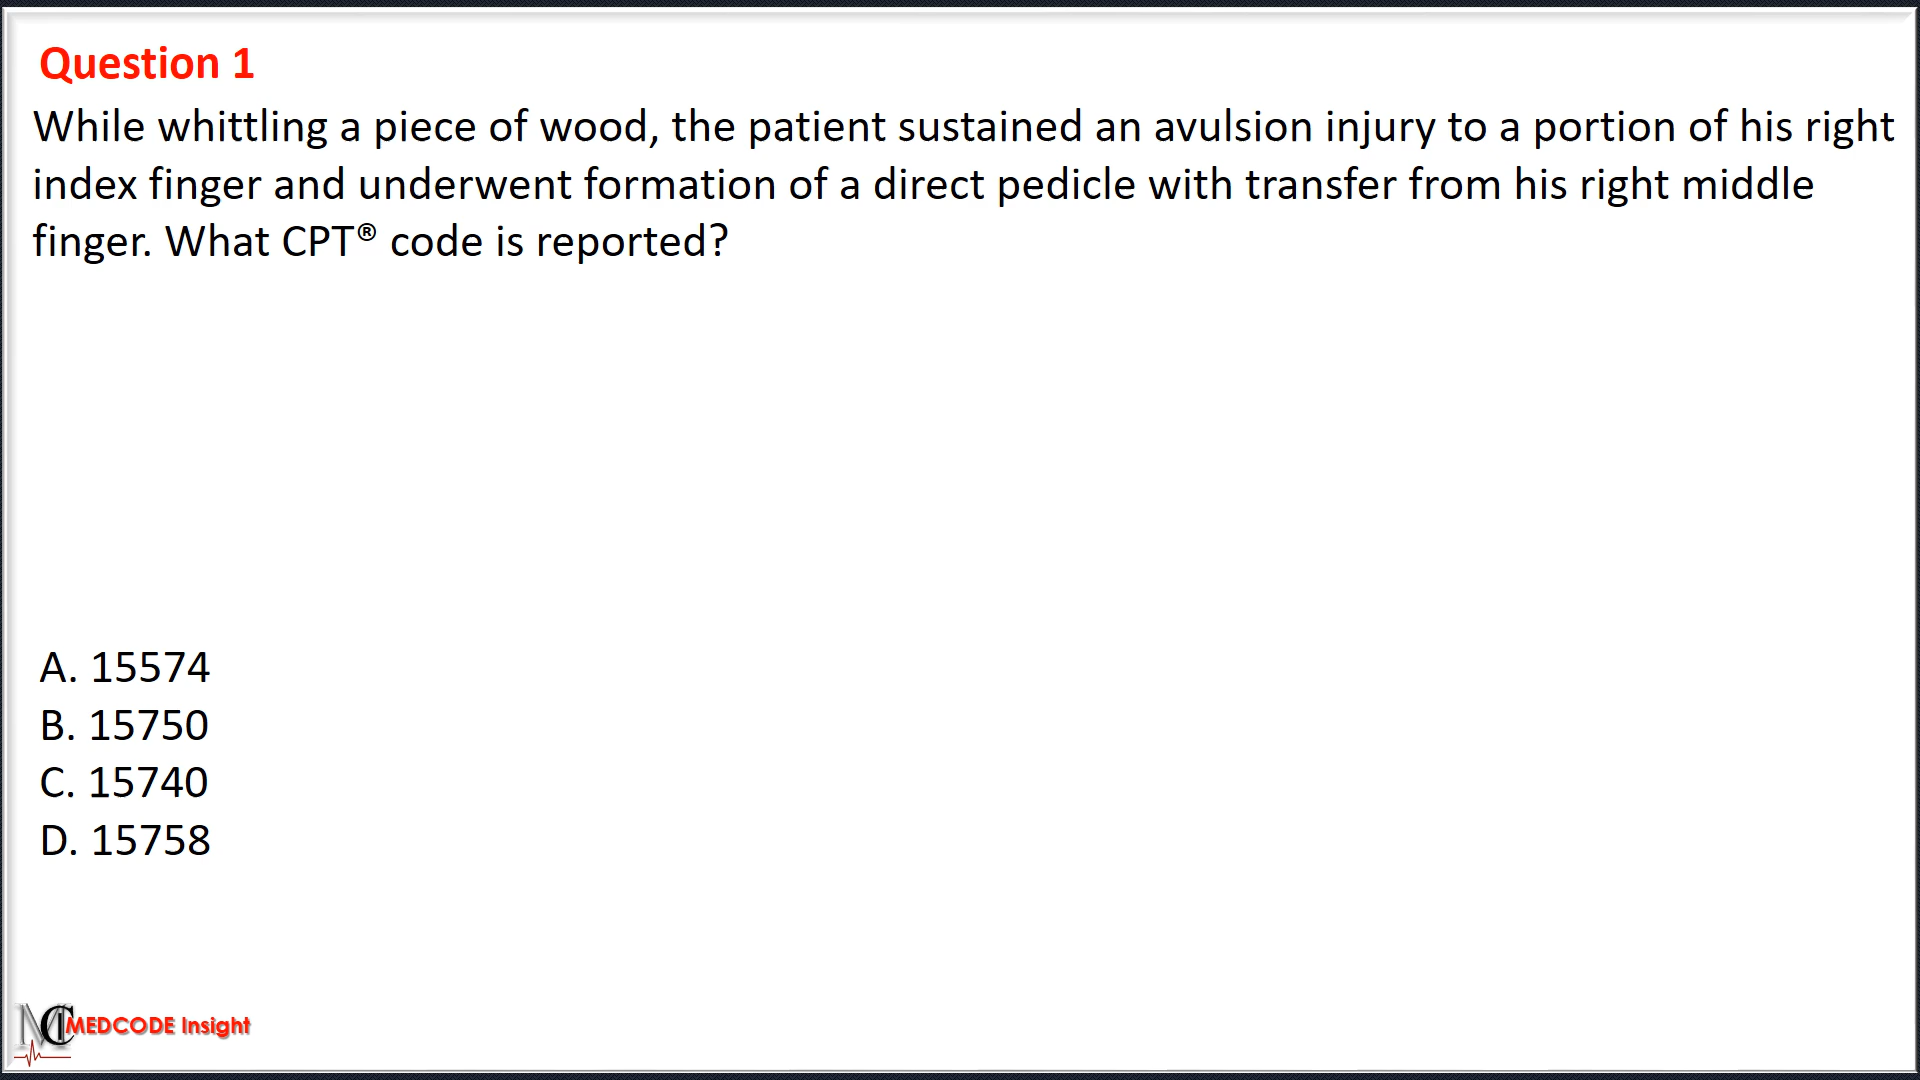 Question 1
While whittling a piece of wood, the patient sustained an avulsion injury to a portion of his right
index finger and underwent formation of a direct pedicle with transfer from his right middle
finger. What CPT® code is reported?
A. 15574
B. 15750
C. 15740
D. 15758
MC MEDCODE Insight